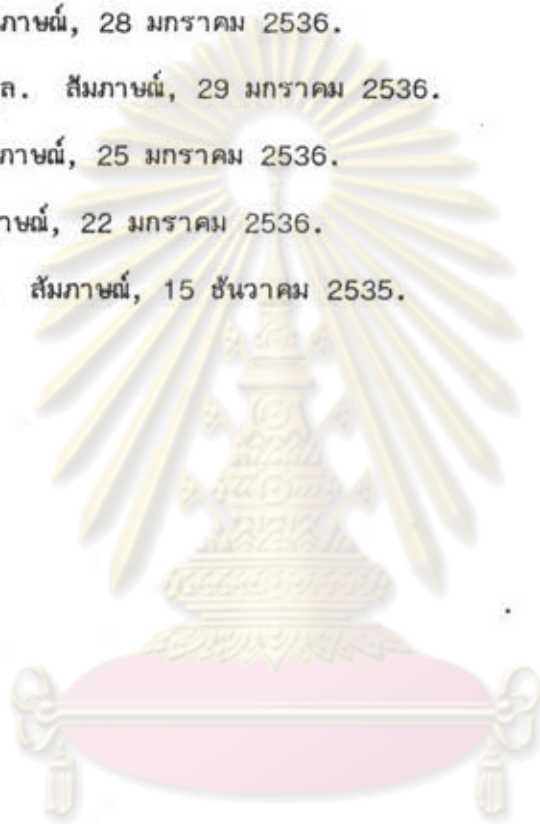 ภาษณ์, 28 มกราคม 2536.
ล. สัมภาษณ์, 29 มกราคม 2536.
ภาษณ์, 25 มกราคม 2536.
าษณ์, 22 มกราคม 2536.
สัมภาษณ์, 15 ธันวาคม 2535.